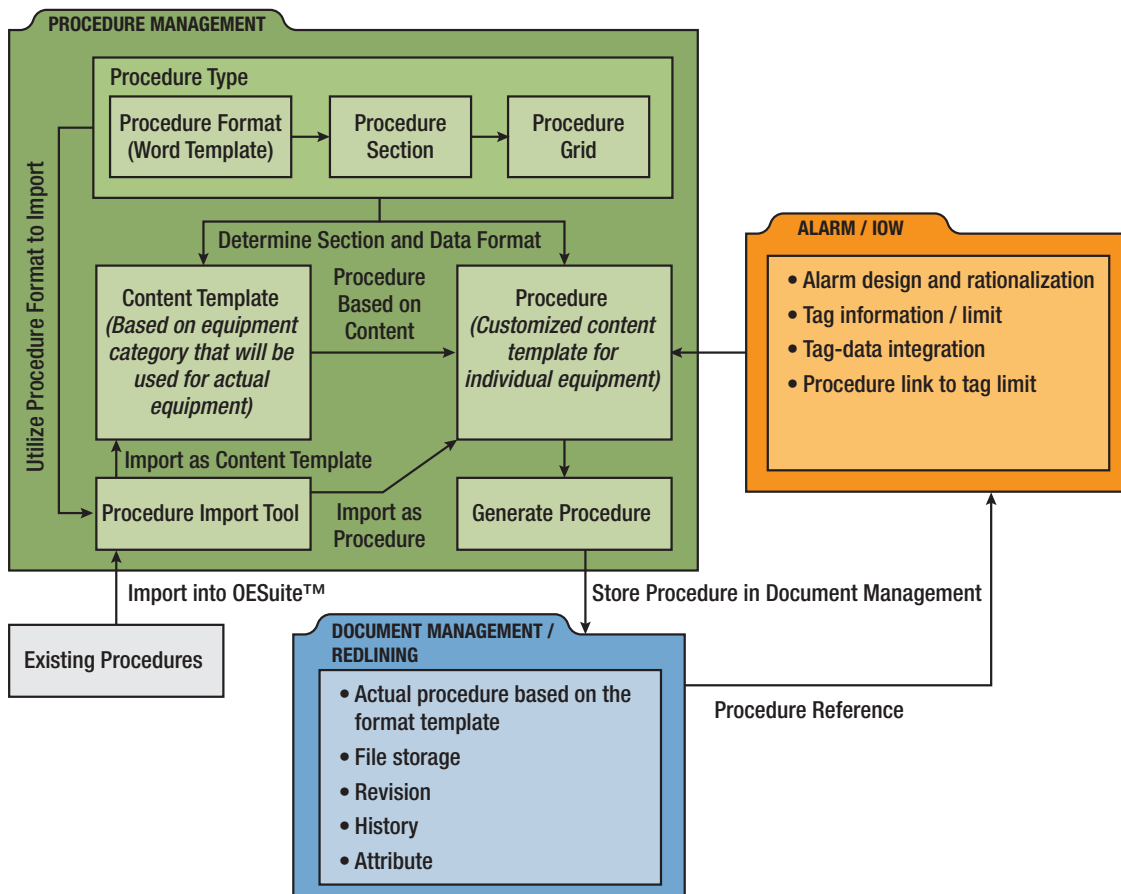 PROCEDURE MANAGEMENT
Procedure Type
Procedure Format
(Word Template)
Procedure
Section
Procedure
Grid
Utilize Procedure Format to Import
Determine Section and Data Format
Content Template
(Based on equipment
category that will be
used for actual
equipment)
Procedure
Based on
Content
Procedure
(Customized content
template for
individual equipment)
Import as Content Template
Procedure Import Tool
Import as
Procedure
Generate Procedure
ALARM / IOW
• Alarm design and rationalization
• Tag information / limit
• Tag-data integration
• Procedure link to tag limit
Import into OESuite™
Store Procedure in Document Management
Existing Procedures
DOCUMENT MANAGEMENT /
REDLINING
• Actual procedure based on the
format template
• File storage
• Revision
• History
• Attribute
Procedure Reference